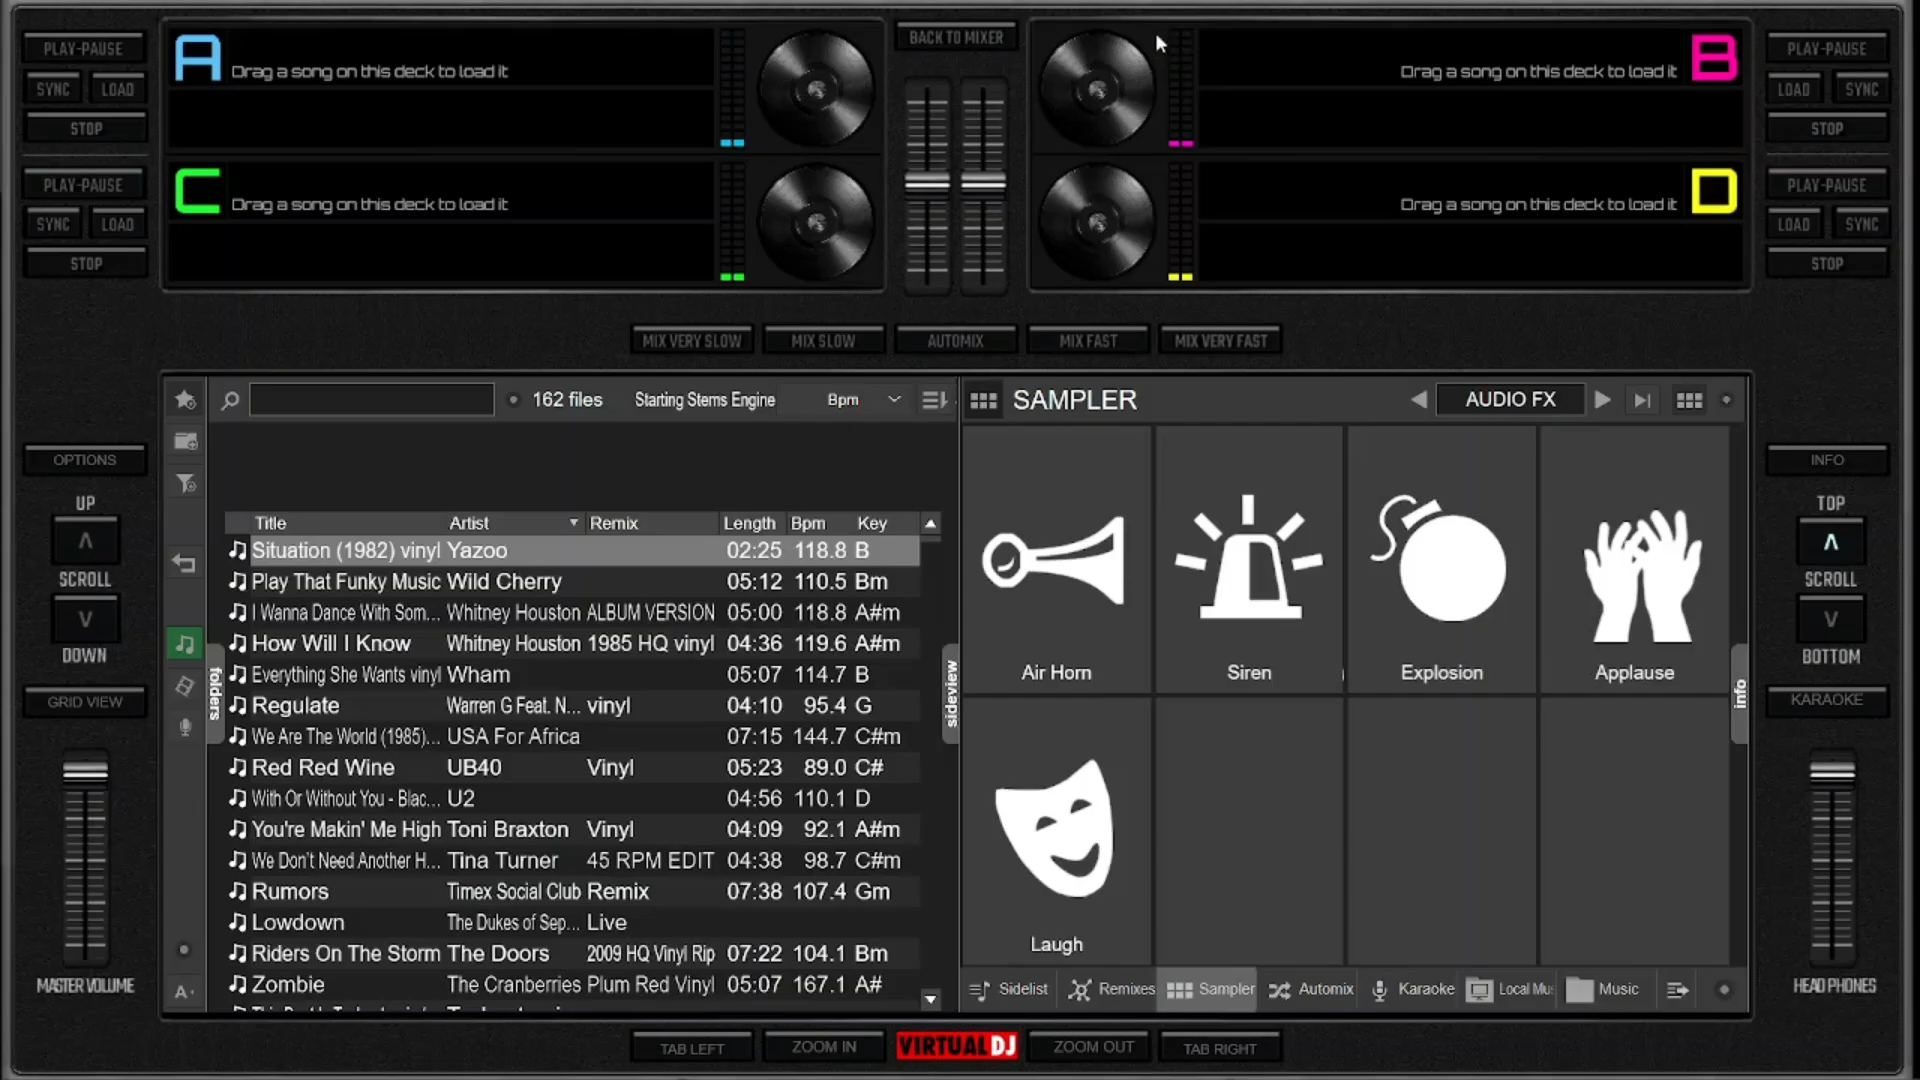 PLAY-PAUSE
SYNC LOAD
STOP
PLAY-PAUSE
SYNC LOAD
STOP
A Drag a song on this deck to load it
C Drag a song on this deck to load it
BACK TO MIXER
Drag a song on this deck to load it B
Drag a song on this deck to load it D
PLAY-PAUSE
LOAD SYNC
STOP
PLAY-PAUSE
LOAD SYNC
STOP
MIX VERY SLOW MIX SLOW AUTOMIX MIX FAST MIX VERY FAST
OPTIONS
UP
SCROLL
DOWN
GRID VIEW
MASTER VOLUME
162 files Starting Stems Engine Bpm
folders
Title Artist Remix Length Bpm Key
Situation (1982) vinyl Yazoo 02:25 118.8 B
Play That Funky Music Wild Cherry 05:12 110.5 Bm
I Wanna Dance With Som... Whitney Houston ALBUM VERSION 05:00 118.8 A#m
How Will I Know Whitney Houston 1985 HQ vinyl 04:36 119.6 A#m
Everything She Wants vinyl Wham 05:07 114.7 B
Regulate Warren G Feat. N... vinyl 04:10 95.4 G
We Are The World (1985)... USA For Africa 07:15 144.7 C#m
Red Red Wine UB40 Vinyl 05:23 89.0 C#
With Or Without You - Blac... U2 04:56 110.1 D
You're Makin' Me High Toni Braxton Vinyl 04:09 92.1 A#m
We Don't Need Another H... Tina Turner 45 RPM EDIT 04:38 98.7 C#m
Rumors Timex Social Club Remix 07:38 107.4 Gm
Lowdown The Dukes of Sep... Live
Riders On The Storm The Doors 2009 HQ Vinyl Rip 07:22 104.1 Bm
Zombie The Cranberries Plum Red Vinyl 05:07 167.1 A#
A
sideview
SAMPLER AUDIO FX
Air Horn Siren Explosion Applause
Laugh
info
Sidelist Remixes Sampler Automix Karaoke Local Mus Music
INFO
TOP
SCROLL
BOTTOM
KARAOKE
HEAD PHONES
TAB LEFT ZOOM IN VIRTUAL DJ ZOOM OUT TAB RIGHT